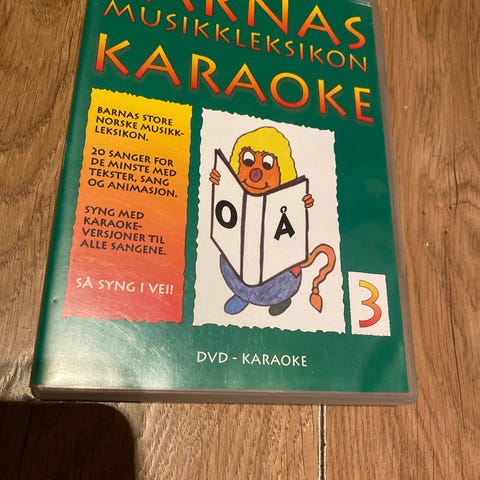 BARNAS
MUSIKKLEKSIKON
KARAOKE
BARNAS STORE
NORSKE MUSIKK-
LEKSIKON.
20 SANGER FOR
DE MINSTE MED
TEKSTER, SANG
OG ANIMASJON.
SYNG MED
KARAOKE-
VERSJONER TIL
ALLE SANGENE.
SÅ SYNG I VEI!
O Å
3
DVD - KARAOKE